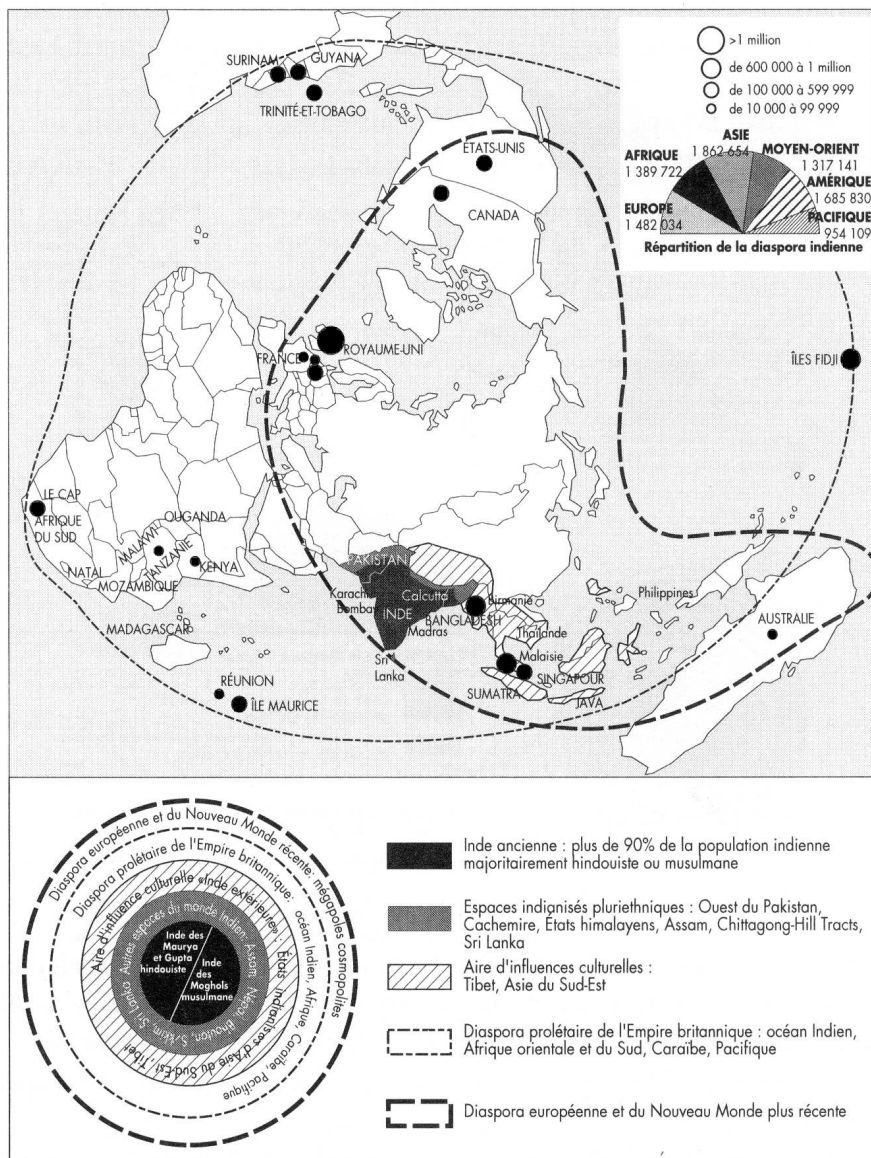 >1 million
de 600 000 à 1 million
de 100 000 à 599 999
de 10 000 à 99 999
ASIE
1 862 654
AFRIQUE
1 389 722
MOYEN-ORIENT
1 317 141
AMÉRIQUE
1 685 830
EUROPE
1 482 034
PACIFIQUE
954 109
Répartition de la diaspora indienne
SURINAM
GUYANA
TRINITÉ-ET-TOBAGO
ÉTATS-UNIS
CANADA
FRANCE
ROYAUME-UNI
ÎLES FIDJI
LE CAP
AFRIQUE
DU SUD
OUGANDA
MALAWI
TANZANIE
KENYA
NATAL
MOZAMBIQUE
MADAGASCAR
RÉUNION
ÎLE MAURICE
PAKISTAN
Karachi
Bombay
Calcutta
INDE
Madras
BANGLADESH
Birmanie
Sri
Lanka
Thaïlande
Malaisie
SINGAPOUR
SUMATRA
JAVA
Philippines
AUSTRALIE
Diaspora européenne et du Nouveau Monde récente: mégapoles cosmopolites
Diaspora prolétaire de l'Empire britannique : océan Indien, Afrique, Caraïbe, Pacifique
Aire d'influence culturelle «Inde extérieure» : États indianisés d'Asie du Sud-Est Tibet
Autres espaces du monde Indien: Assam, Népal, Bhoutan, Sikkim, Sri Lanka
Inde des
Maurya
et Gupta
hindouiste
Inde
des
Moghols
musulmane
Inde ancienne : plus de 90% de la population indienne
majoritairement hindouiste ou musulmane
Espaces indianisés pluriethniques : Ouest du Pakistan,
Cachemire, États himalayens, Assam, Chittagong-Hill Tracts,
Sri Lanka
Aire d'influences culturelles :
Tibet, Asie du Sud-Est
Diaspora prolétaire de l'Empire britannique : océan Indien,
Afrique orientale et du Sud, Caraïbe, Pacifique
Diaspora européenne et du Nouveau Monde plus récente